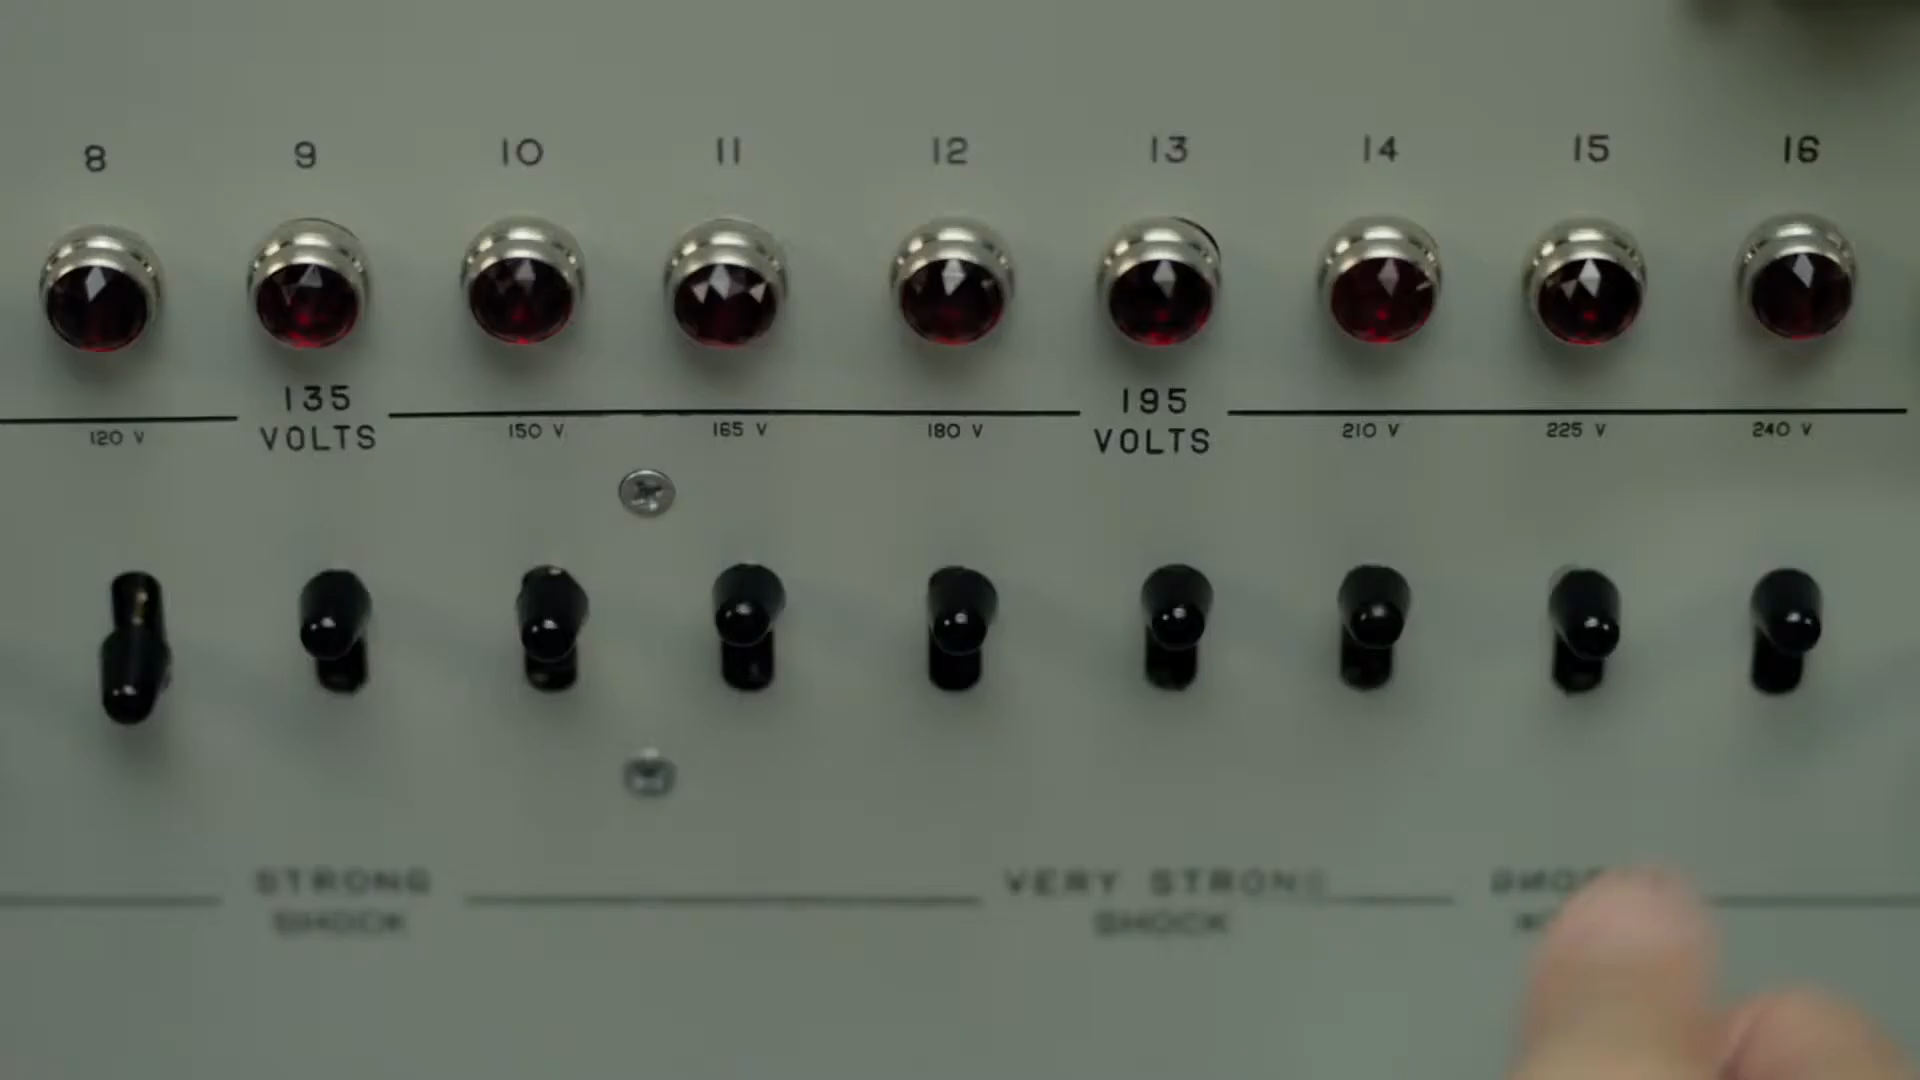 8 9 10 11 12 13 14 15 16
135 195
VOLTS VOLTS
120 V 150 V 165 V 180 V 210 V 225 V 240 V
STRONG VERY STRONG
SHOCK SHOCK